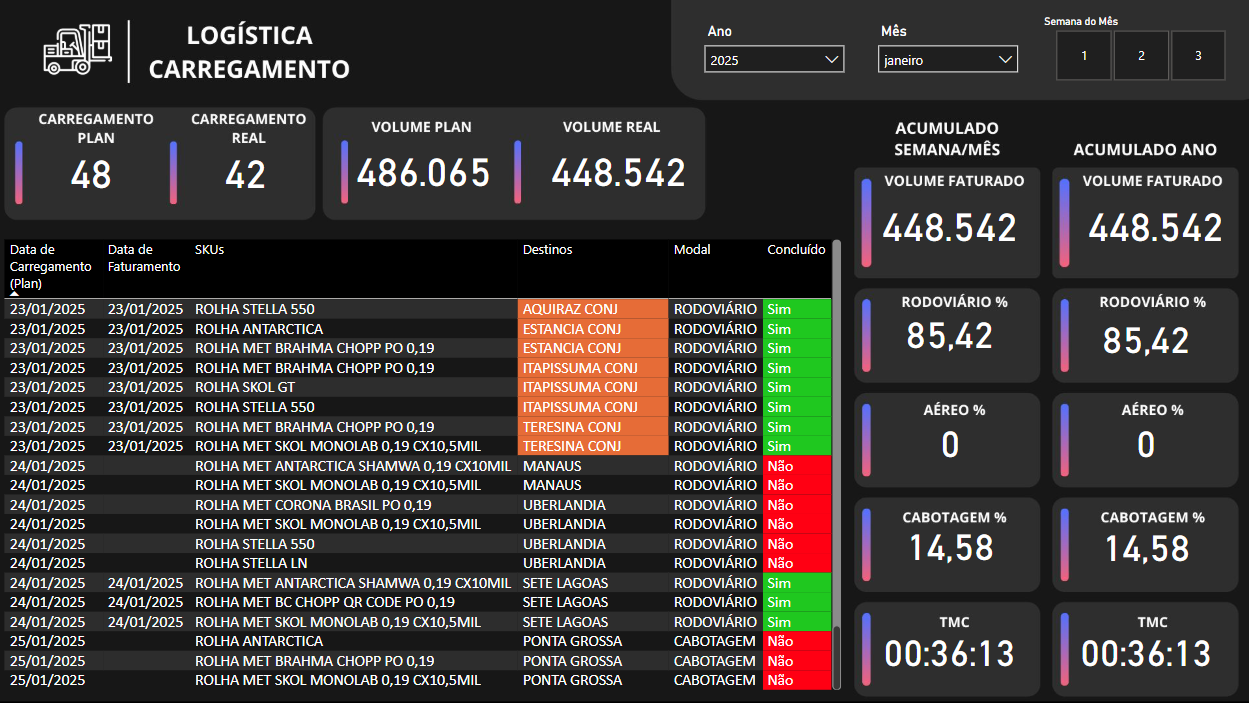 LOGÍSTICA
CARREGAMENTO
Ano
2025
Mês
janeiro
Semana do Mês
1 2 3
CARREGAMENTO PLAN
48
CARREGAMENTO REAL
42
VOLUME PLAN
486.065
VOLUME REAL
448.542
Data de Carregamento (Plan) Data de Faturamento SKUs Destinos Modal Concluído
23/01/2025 23/01/2025 ROLHA STELLA 550 AQUIRAZ CONJ RODOVIÁRIO Sim
23/01/2025 23/01/2025 ROLHA ANTARCTICA ESTANCIA CONJ RODOVIÁRIO Sim
23/01/2025 23/01/2025 ROLHA MET BRAHMA CHOPP PO 0,19 ESTANCIA CONJ RODOVIÁRIO Sim
23/01/2025 23/01/2025 ROLHA MET BRAHMA CHOPP PO 0,19 ITAPISSUMA CONJ RODOVIÁRIO Sim
23/01/2025 23/01/2025 ROLHA SKOL GT ITAPISSUMA CONJ RODOVIÁRIO Sim
23/01/2025 23/01/2025 ROLHA STELLA 550 ITAPISSUMA CONJ RODOVIÁRIO Sim
23/01/2025 23/01/2025 ROLHA MET BRAHMA CHOPP PO 0,19 TERESINA CONJ RODOVIÁRIO Sim
23/01/2025 23/01/2025 ROLHA MET SKOL MONOLAB 0,19 CX10,5MIL TERESINA CONJ RODOVIÁRIO Sim
24/01/2025 ROLHA MET ANTARCTICA SHAMWA 0,19 CX10MIL MANAUS RODOVIÁRIO Não
24/01/2025 ROLHA MET SKOL MONOLAB 0,19 CX10,5MIL MANAUS RODOVIÁRIO Não
24/01/2025 ROLHA MET CORONA BRASIL PO 0,19 UBERLANDIA RODOVIÁRIO Não
24/01/2025 ROLHA MET SKOL MONOLAB 0,19 CX10,5MIL UBERLANDIA RODOVIÁRIO Não
24/01/2025 ROLHA STELLA 550 UBERLANDIA RODOVIÁRIO Não
24/01/2025 ROLHA STELLA LN UBERLANDIA RODOVIÁRIO Não
24/01/2025 24/01/2025 ROLHA MET ANTARCTICA SHAMWA 0,19 CX10MIL SETE LAGOAS RODOVIÁRIO Sim
24/01/2025 24/01/2025 ROLHA MET BC CHOPP QR CODE PO 0,19 SETE LAGOAS RODOVIÁRIO Sim
24/01/2025 24/01/2025 ROLHA MET SKOL MONOLAB 0,19 CX10,5MIL SETE LAGOAS RODOVIÁRIO Sim
25/01/2025 ROLHA ANTARCTICA PONTA GROSSA CABOTAGEM Não
25/01/2025 ROLHA MET BRAHMA CHOPP PO 0,19 PONTA GROSSA CABOTAGEM Não
25/01/2025 ROLHA MET SKOL MONOLAB 0,19 CX10,5MIL PONTA GROSSA CABOTAGEM Não
ACUMULADO
SEMANA/MÊS
VOLUME FATURADO
448.542
RODOVIÁRIO %
85,42
AÉREO %
0
CABOTAGEM %
14,58
TMC
00:36:13
ACUMULADO ANO
VOLUME FATURADO
448.542
RODOVIÁRIO %
85,42
AÉREO %
0
CABOTAGEM %
14,58
TMC
00:36:13